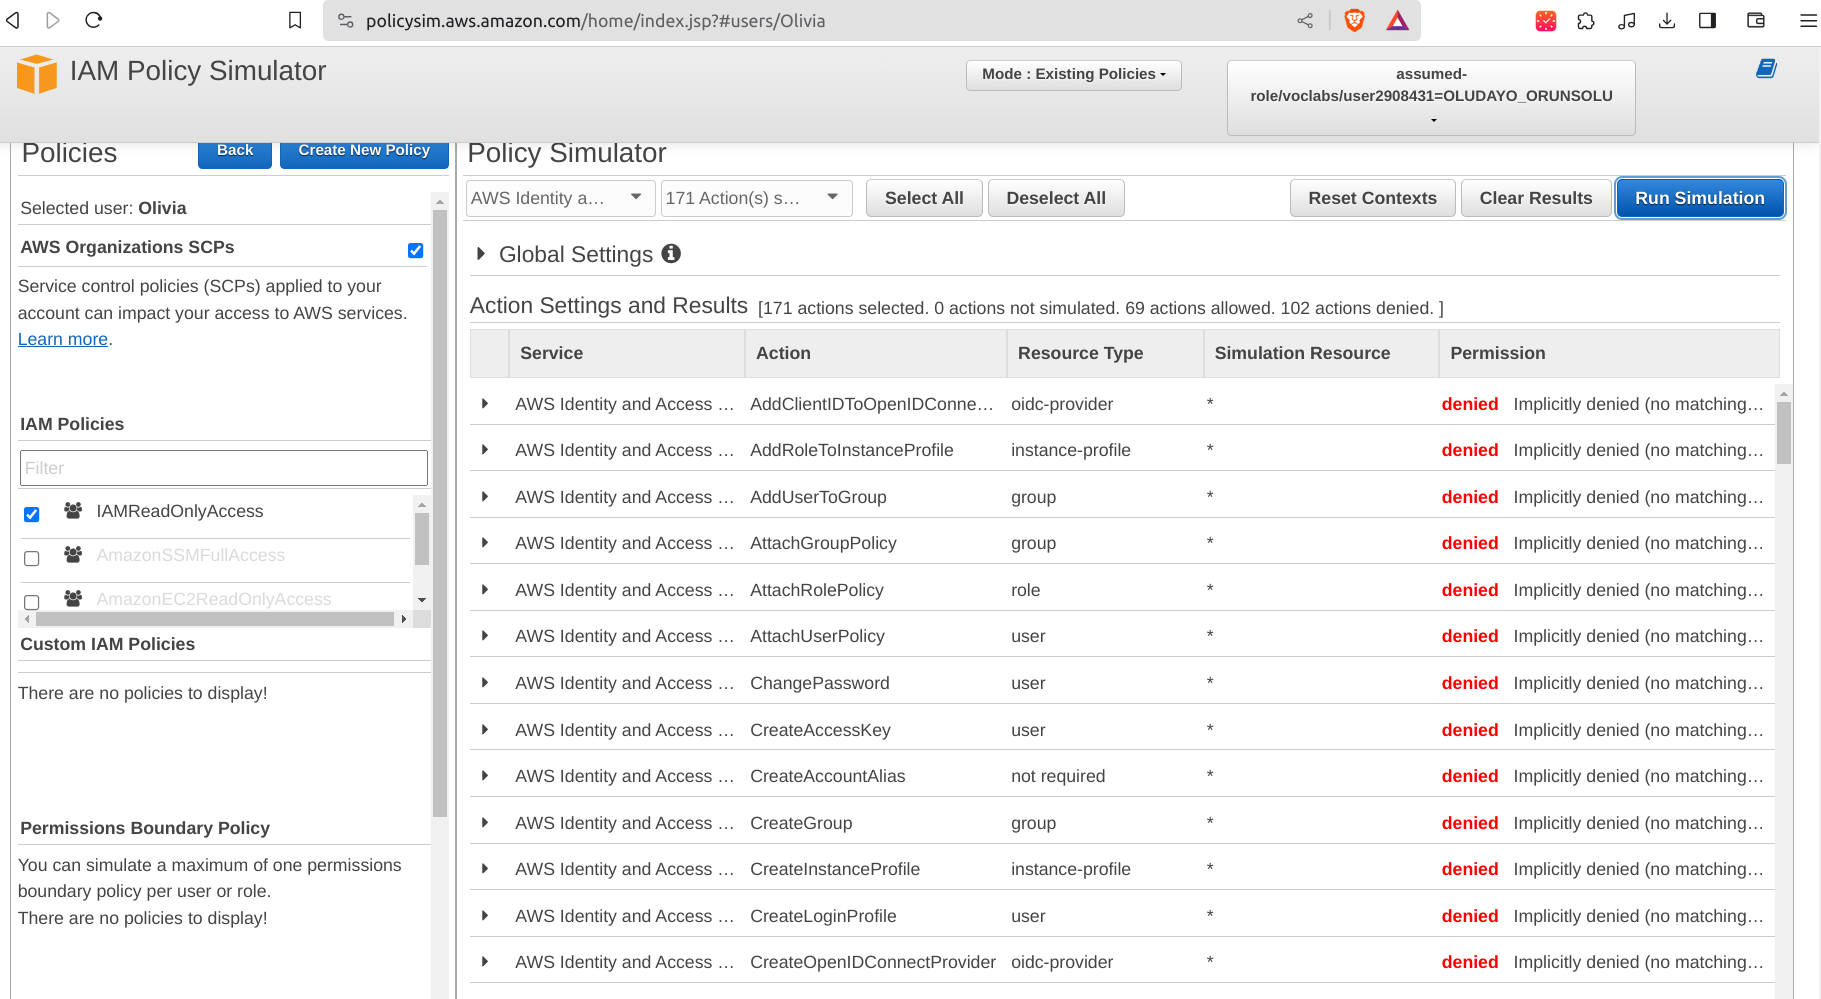 policysim.aws.amazon.com/home/index.jsp?#users/Olivia
IAM Policy Simulator
Mode : Existing Policies
assumed-
role/voclabs/user2908431=OLUDAYO_ORUNSOLU
Policies
Back
Create New Policy
Selected user: Olivia
AWS Organizations SCPs
Service control policies (SCPs) applied to your
account can impact your access to AWS services.
Learn more.
IAM Policies
Filter
IAMReadOnlyAccess
AmazonSSMFullAccess
AmazonEC2ReadOnlyAccess
Custom IAM Policies
There are no policies to display!
Permissions Boundary Policy
You can simulate a maximum of one permissions
boundary policy per user or role.
There are no policies to display!
Policy Simulator
AWS Identity a... 171 Action(s) s... Select All Deselect All Reset Contexts Clear Results Run Simulation
Global Settings
Action Settings and Results [171 actions selected. 0 actions not simulated. 69 actions allowed. 102 actions denied. ]
Service Action Resource Type Simulation Resource Permission
AWS Identity and Access ... AddClientIDToOpenIDConne... oidc-provider * denied Implicitly denied (no matching...
AWS Identity and Access ... AddRoleToInstanceProfile instance-profile * denied Implicitly denied (no matching...
AWS Identity and Access ... AddUserToGroup group * denied Implicitly denied (no matching...
AWS Identity and Access ... AttachGroupPolicy group * denied Implicitly denied (no matching...
AWS Identity and Access ... AttachRolePolicy role * denied Implicitly denied (no matching...
AWS Identity and Access ... AttachUserPolicy user * denied Implicitly denied (no matching...
AWS Identity and Access ... ChangePassword user * denied Implicitly denied (no matching...
AWS Identity and Access ... CreateAccessKey user * denied Implicitly denied (no matching...
AWS Identity and Access ... CreateAccountAlias not required * denied Implicitly denied (no matching...
AWS Identity and Access ... CreateGroup group * denied Implicitly denied (no matching...
AWS Identity and Access ... CreateInstanceProfile instance-profile * denied Implicitly denied (no matching...
AWS Identity and Access ... CreateLoginProfile user * denied Implicitly denied (no matching...
AWS Identity and Access ... CreateOpenIDConnectProvider oidc-provider * denied Implicitly denied (no matching...